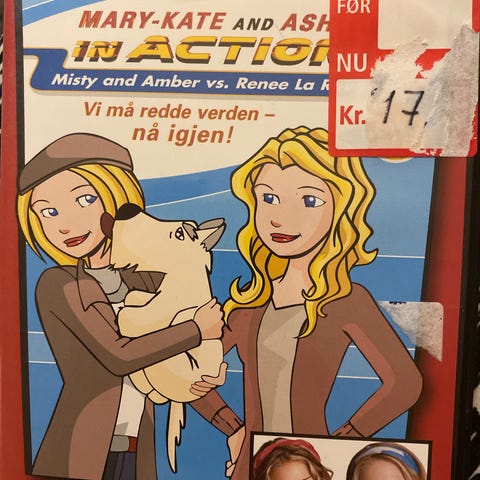 MARY-KATE AND ASH
IN ACTION
Misty and Amber vs. Renee La R
Vi må redde verden –
nå igjen!
FØR
NU
Kr. 17,